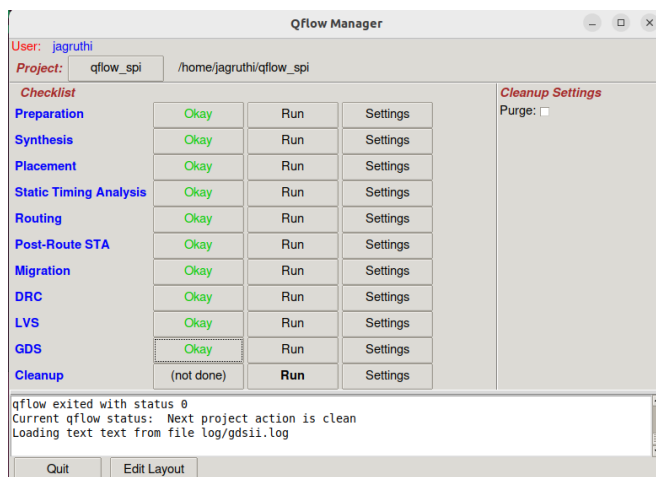 Qflow Manager
User: jagruthi
Project: qflow_spi /home/jagruthi/qflow_spi
Checklist Cleanup Settings
Preparation Okay Run Settings Purge:
Synthesis Okay Run Settings
Placement Okay Run Settings
Static Timing Analysis Okay Run Settings
Routing Okay Run Settings
Post-Route STA Okay Run Settings
Migration Okay Run Settings
DRC Okay Run Settings
LVS Okay Run Settings
GDS Okay Run Settings
Cleanup (not done) Run Settings
qflow exited with status 0
Current qflow status: Next project action is clean
Loading text text from file log/gdsii.log
Quit Edit Layout